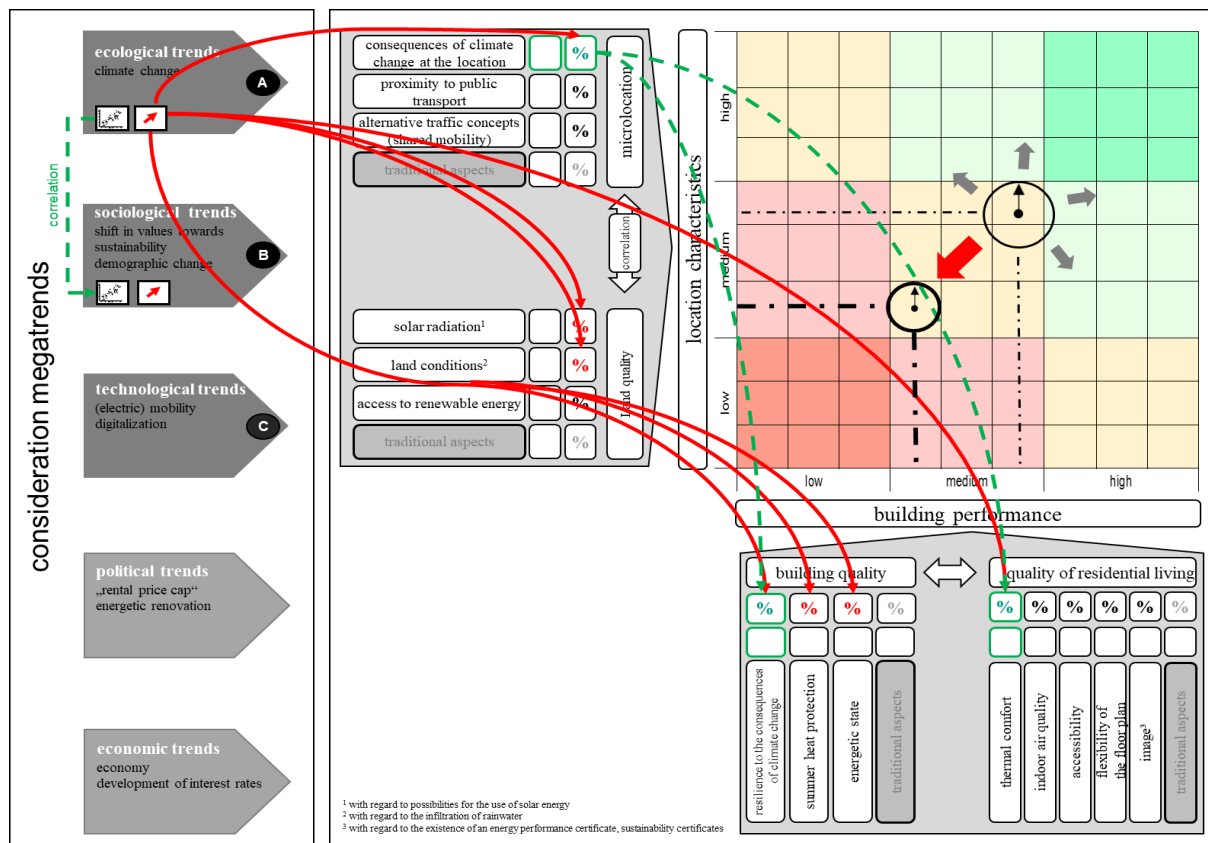 consideration megatrends
ecological trends
climate change
A
correlation
sociological trends
shift in values towards
sustainability
demographic change
B
technological trends
(electric) mobility
digitalization
C
political trends
„rental price cap“
energetic renovation
economic trends
economy
development of interest rates
consequences of climate
change at the location
%
proximity to public
transport
%
alternative traffic concepts
(shared mobility)
%
traditional aspects
%
microlocation
correlation
solar radiation¹
%
land conditions²
%
access to renewable energy
%
traditional aspects
%
Land quality
location characteristics
high
medium
low
low
medium
high
building performance
building quality
quality of residential living
% % % %
% % % % % %
resilience to the consequences
of climate change
summer heat protection
energetic state
traditional aspects
thermal comfort
indoor air quality
accessibility
flexibility of
the floor plan
image³
traditional aspects
¹ with regard to possibilities for the use of solar energy
² with regard to the infiltration of rainwater
³ with regard to the existence of an energy performance certificate, sustainability certificates